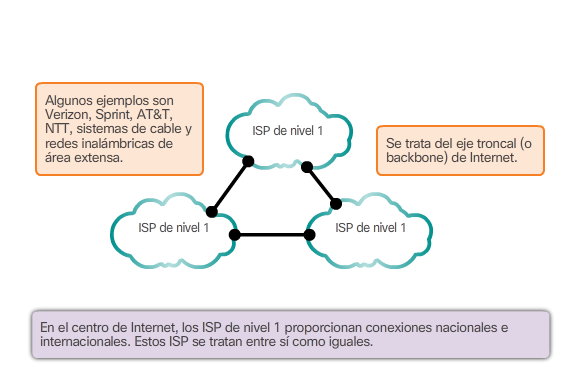 Algunos ejemplos son
Verizon, Sprint, AT&T,
NTT, sistemas de cable y
redes inalámbricas de
área extensa.
ISP de nivel 1
Se trata del eje troncal (o
backbone) de Internet.
ISP de nivel 1
ISP de nivel 1
En el centro de Internet, los ISP de nivel 1 proporcionan conexiones nacionales e
internacionales. Estos ISP se tratan entre sí como iguales.